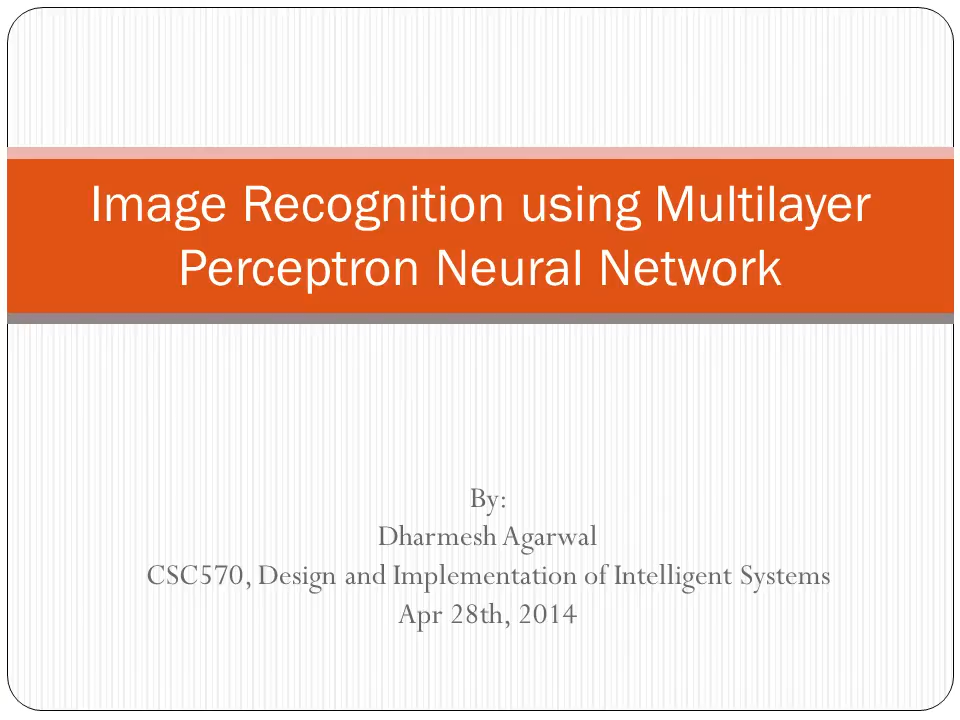 Image Recognition using Multilayer
Perceptron Neural Network
By:
Dharmesh Agarwal
CSC570, Design and Implementation of Intelligent Systems
Apr 28th, 2014